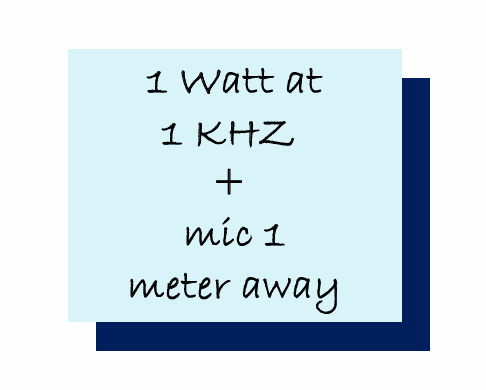 1 Watt at
1 KHZ
+
mic 1
meter away